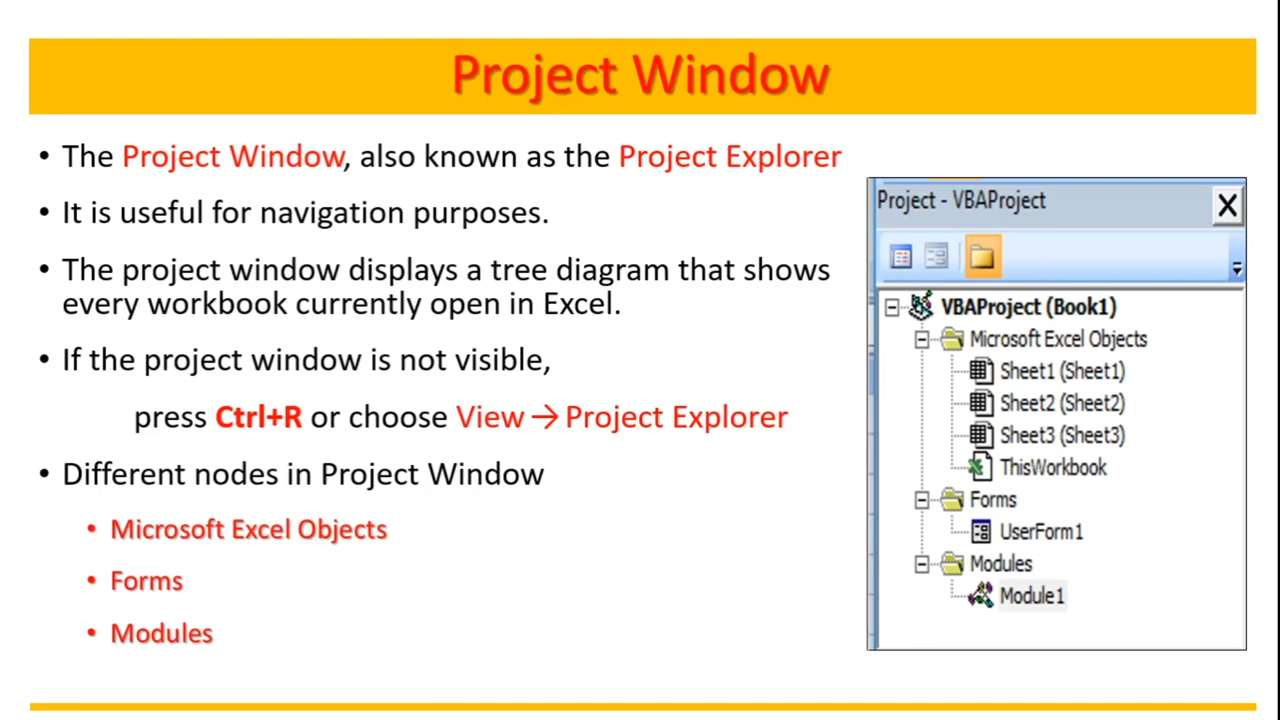 Project Window
• The Project Window, also known as the Project Explorer
• It is useful for navigation purposes.
• The project window displays a tree diagram that shows
every workbook currently open in Excel.
• If the project window is not visible,
press Ctrl+R or choose View → Project Explorer
• Different nodes in Project Window
• Microsoft Excel Objects
• Forms
• Modules
Project - VBAProject
VBAProject (Book1)
Microsoft Excel Objects
Sheet1 (Sheet1)
Sheet2 (Sheet2)
Sheet3 (Sheet3)
ThisWorkbook
Forms
UserForm1
Modules
Module1